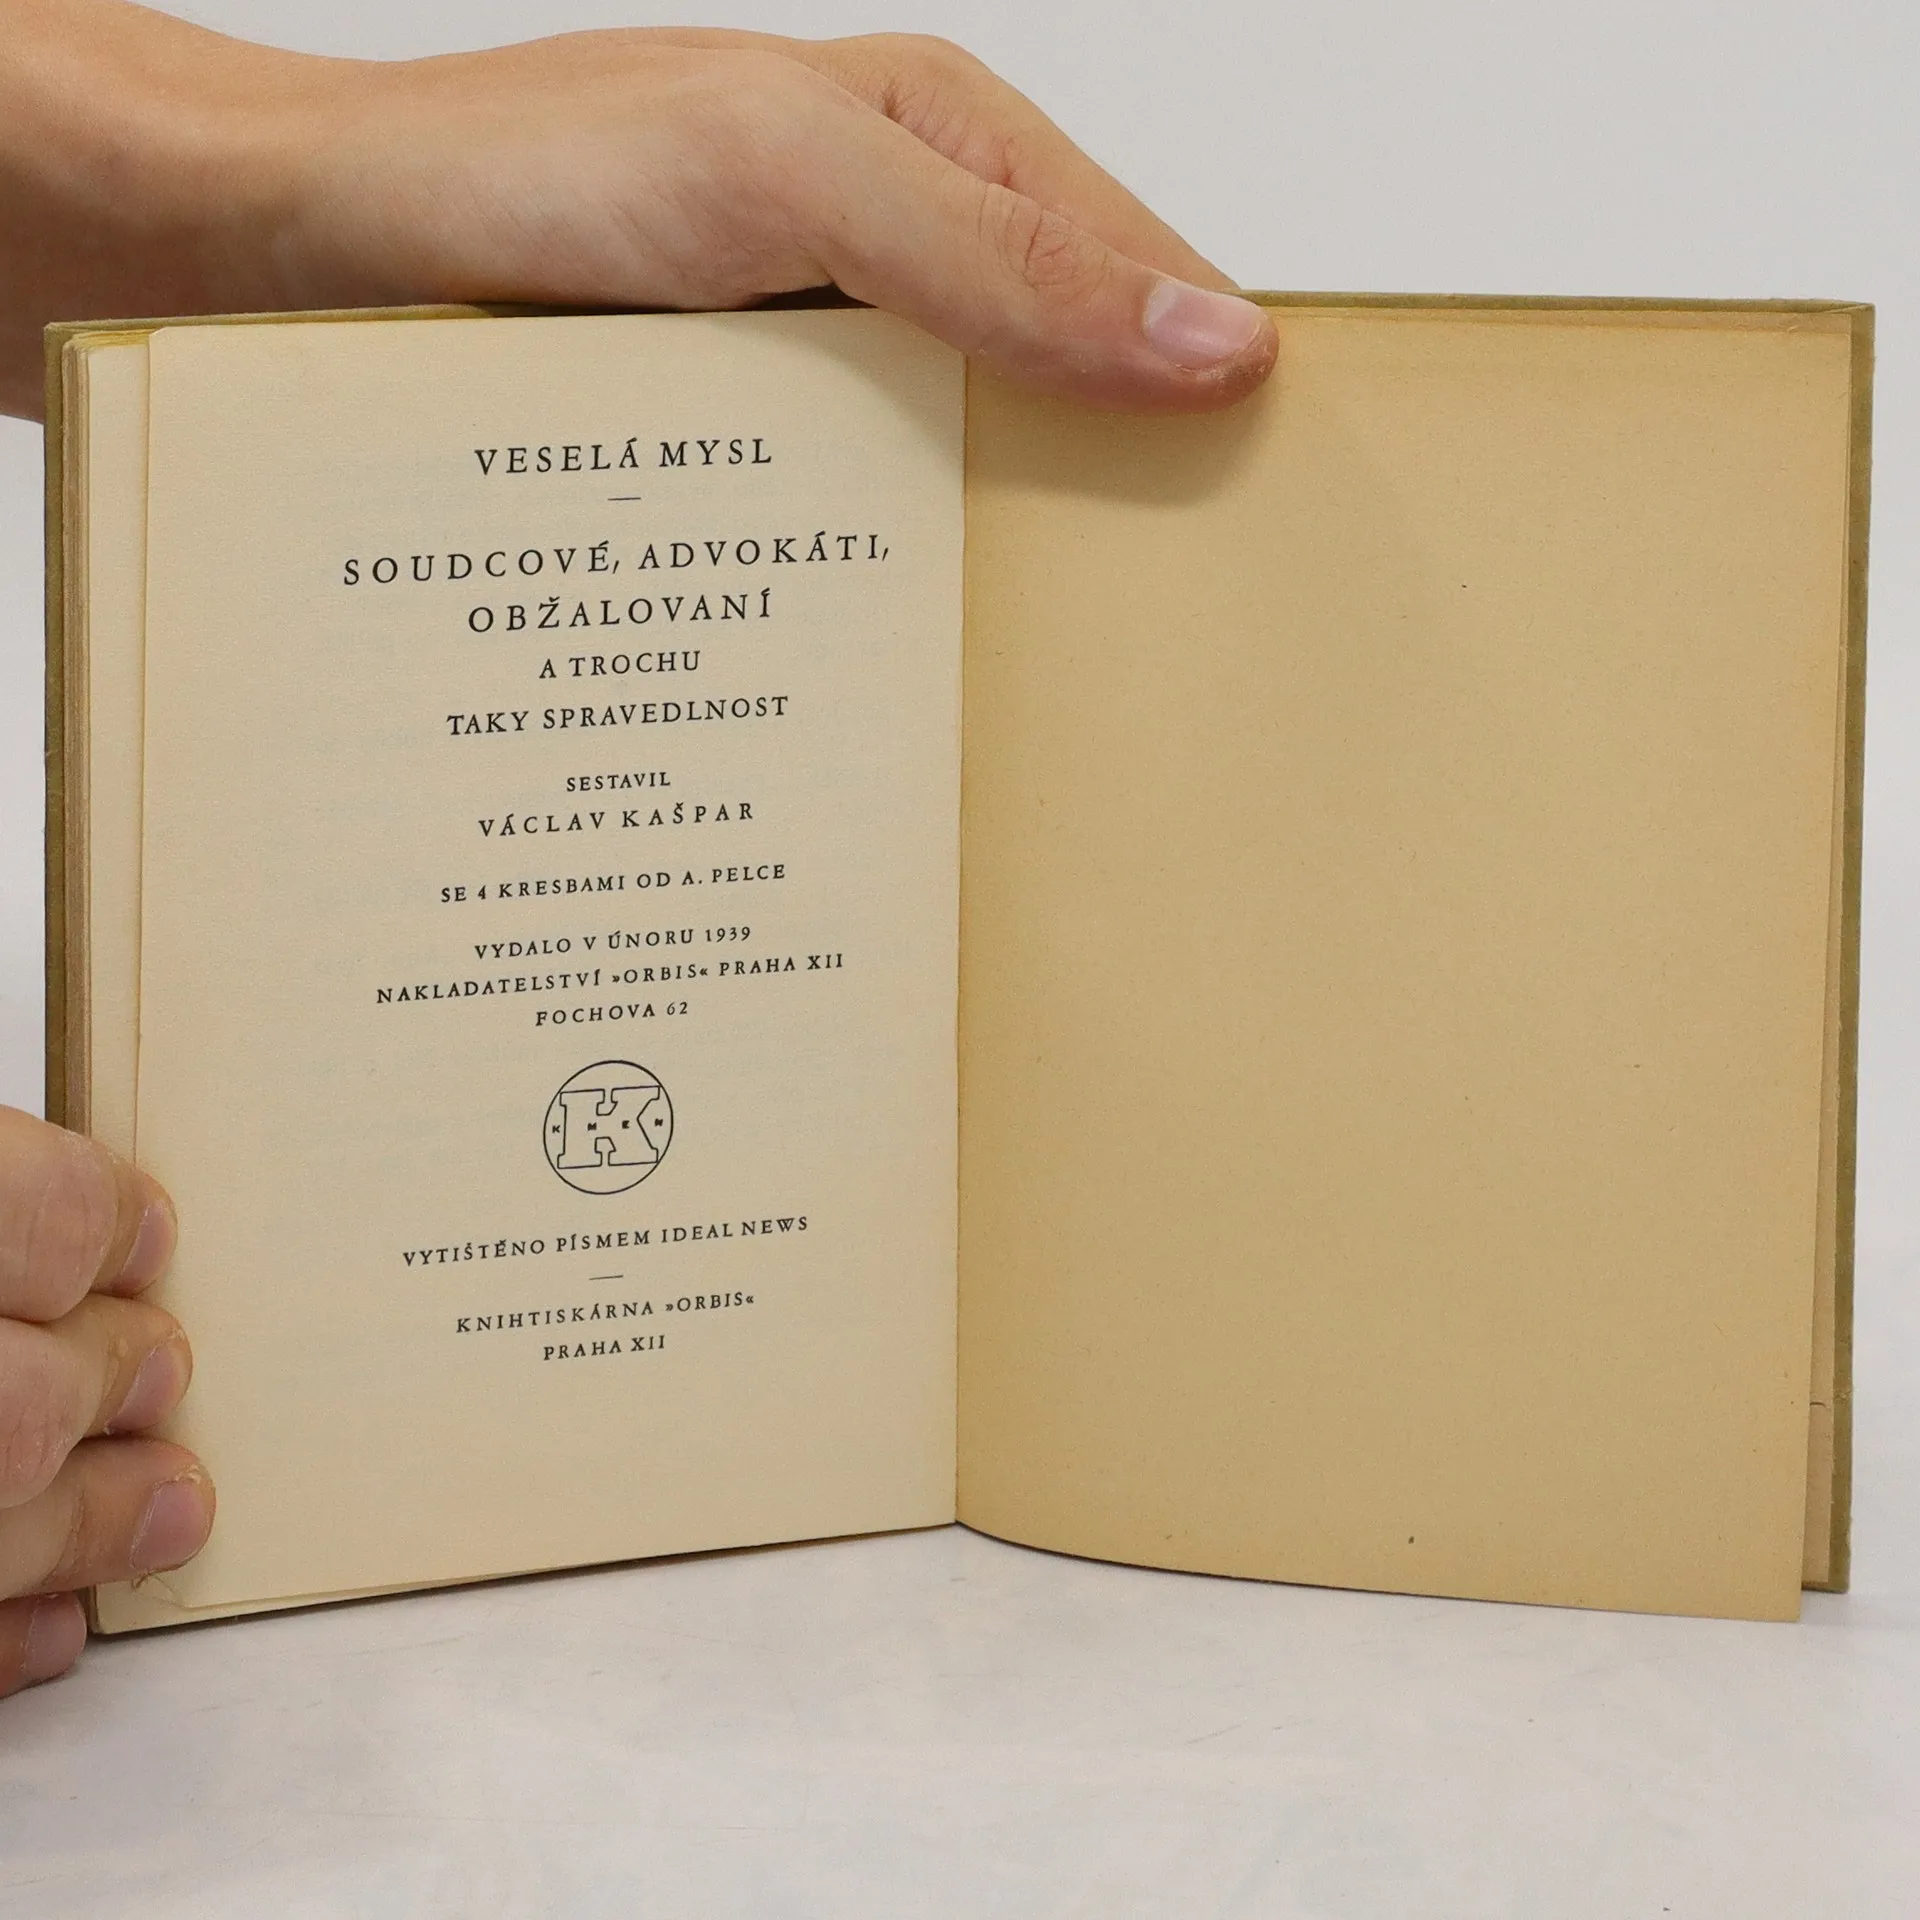 VESELÁ MYSL
SOUDCOVÉ, ADVOKÁTI,
OBŽALOVANÍ
A TROCHU
TAKY SPRAVEDLNOST
SESTAVIL
VÁCLAV KAŠPAR
SE 4 KRESBAMI OD A. PELCE
VYDALO V ÚNORU 1939
NAKLADATELSTVÍ »ORBIS« PRAHA XII
FOCHOVA 62
K M E N
VYTIŠTĚNO PÍSMEM IDEAL NEWS
KNIHTISKÁRNA »ORBIS«
PRAHA XII